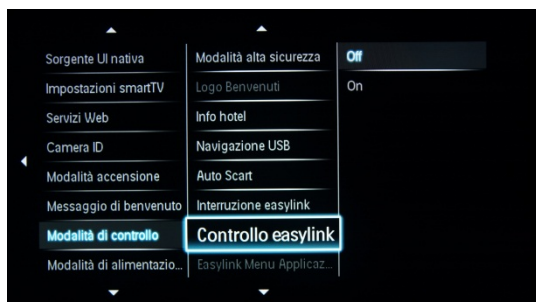 Sorgente UI nativa
Impostazioni smartTV
Servizi Web
Camera ID
Modalità accensione
Messaggio di benvenuto
Modalità di controllo
Modalità di alimentazio...
Modalità alta sicurezza
Logo Benvenuti
Info hotel
Navigazione USB
Auto Scart
Interruzione easylink
Controllo easylink
Easylink Menu Applicaz...
Off
On